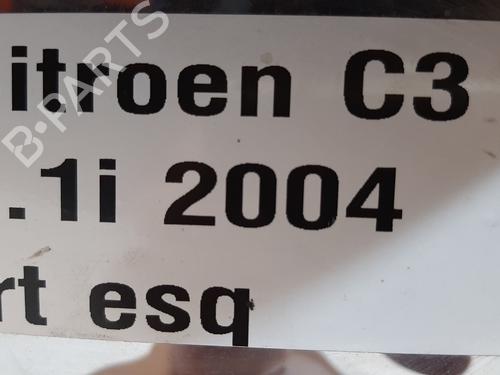 B-PARTS
itroen C3
.1i 2004
rt esq